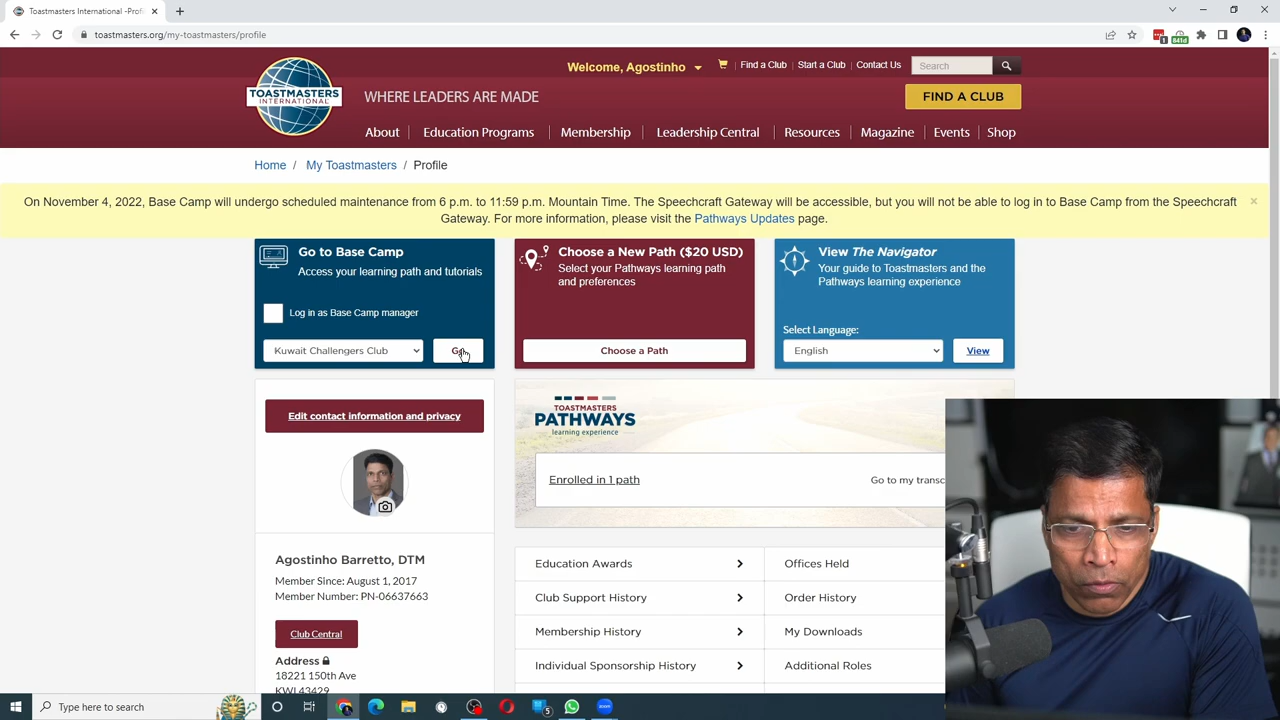 Toastmasters International -Profi
toastmasters.org/my-toastmasters/profile
Welcome, Agostinho
Find a Club
Start a Club
Contact Us
Search
TOASTMASTERS
INTERNATIONAL
WHERE LEADERS ARE MADE
FIND A CLUB
About
Education Programs
Membership
Leadership Central
Resources
Magazine
Events
Shop
Home / My Toastmasters / Profile
On November 4, 2022, Base Camp will undergo scheduled maintenance from 6 p.m. to 11:59 p.m. Mountain Time. The Speechcraft Gateway will be accessible, but you will not be able to log in to Base Camp from the Speechcraft
Gateway. For more information, please visit the Pathways Updates page.
Go to Base Camp
Access your learning path and tutorials
Log in as Base Camp manager
Kuwait Challengers Club
Go
Choose a New Path ($20 USD)
Select your Pathways learning path
and preferences
Choose a Path
View The Navigator
Your guide to Toastmasters and the
Pathways learning experience
Select Language:
English
View
Edit contact information and privacy
Agostinho Barretto, DTM
Member Since: August 1, 2017
Member Number: PN-06637663
Club Central
Address
18221 150th Ave
KWI 43429
TOASTMASTERS
PATHWAYS
learning experience
Enrolled in 1 path
Go to my transc
Education Awards
Offices Held
Club Support History
Order History
Membership History
My Downloads
Individual Sponsorship History
Additional Roles
Type here to search
5
zoom